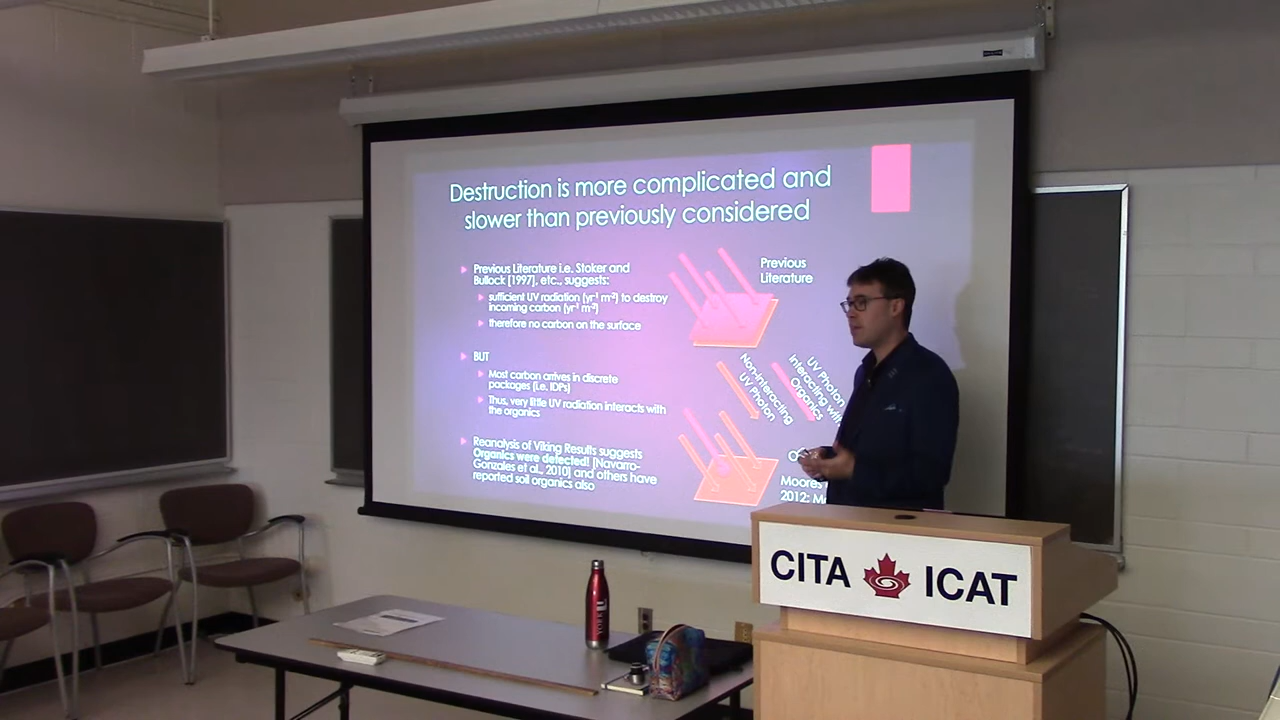 Destruction is more complicated and
slower than previously considered
Previous Literature i.e. Stoker and
Bullock [1997], etc., suggests:
sufficient UV radiation (yr-1 m-2) to destroy
incoming carbon (yr-1 m-2)
therefore no carbon on the surface
BUT
Most carbon arrives in discrete
packages (i.e. IDPs)
Thus, very little UV radiation interacts with
the organics
Reanalysis of Viking Results suggests
Organics were detected! [Navarro-
Gonzales et al., 2010] and others have
reported soil organics also
Previous
Literature
Non-Interacting
UV Photon
UV Photon
Interacting with
Organics
Moores
2012;
CITA ICAT